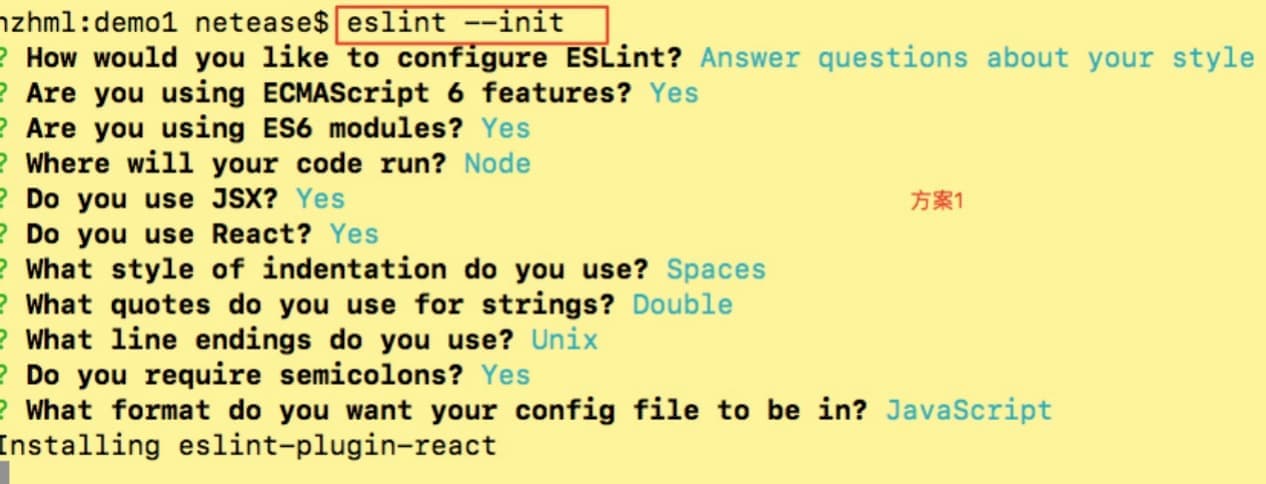 nzhml:demo1 netease$ eslint --init
? How would you like to configure ESLint? Answer questions about your style
? Are you using ECMAScript 6 features? Yes
? Are you using ES6 modules? Yes
? Where will your code run? Node
? Do you use JSX? Yes
方案1
? Do you use React? Yes
? What style of indentation do you use? Spaces
? What quotes do you use for strings? Double
? What line endings do you use? Unix
? Do you require semicolons? Yes
? What format do you want your config file to be in? JavaScript
Installing eslint-plugin-react